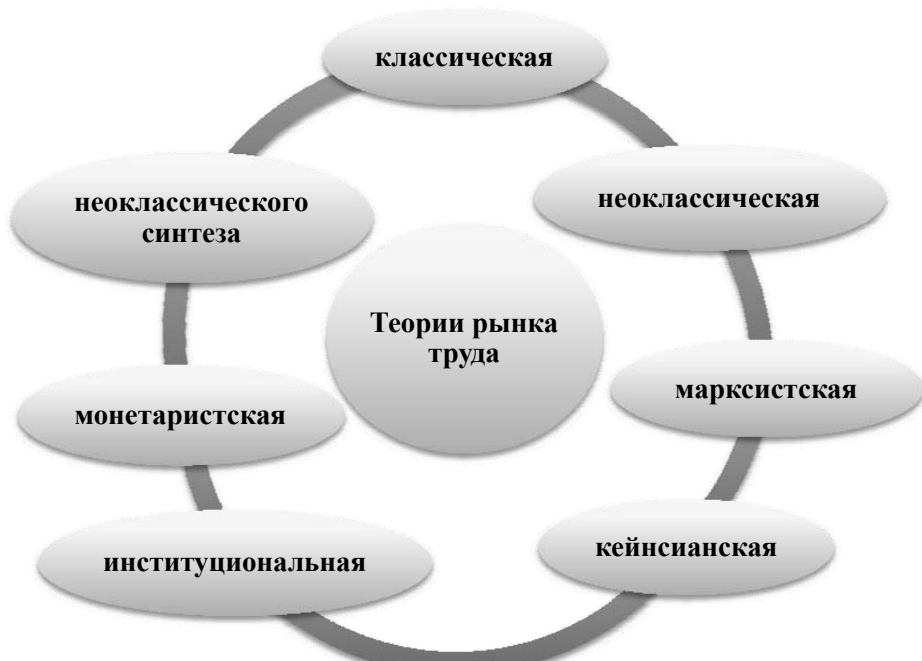 классическая
неоклассического
синтеза
неоклассическая
Теории рынка
труда
монетаристская
марксистская
институциональная
кейнсианская